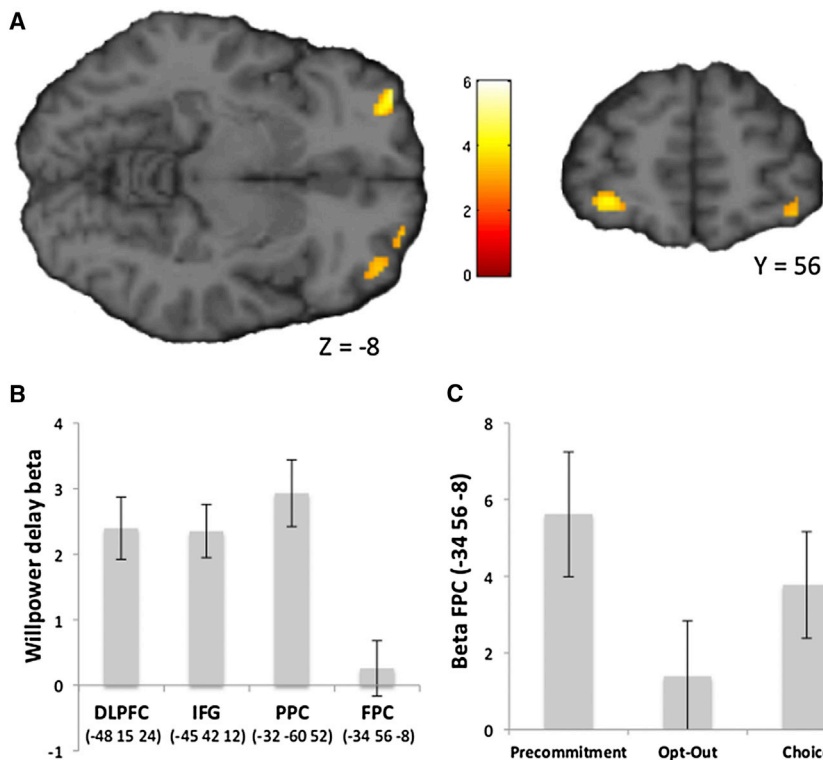 A
6
4
2
0
Z = -8
Y = 56
B
Willpower delay beta
4
3
2
1
0
-1
DLPFC IFG PPC FPC
(-48 15 24) (-45 42 12) (-32 -60 52) (-34 56 -8)
C
Beta FPC (-34 56 -8)
8
6
4
2
0
Precommitment Opt-Out Choic